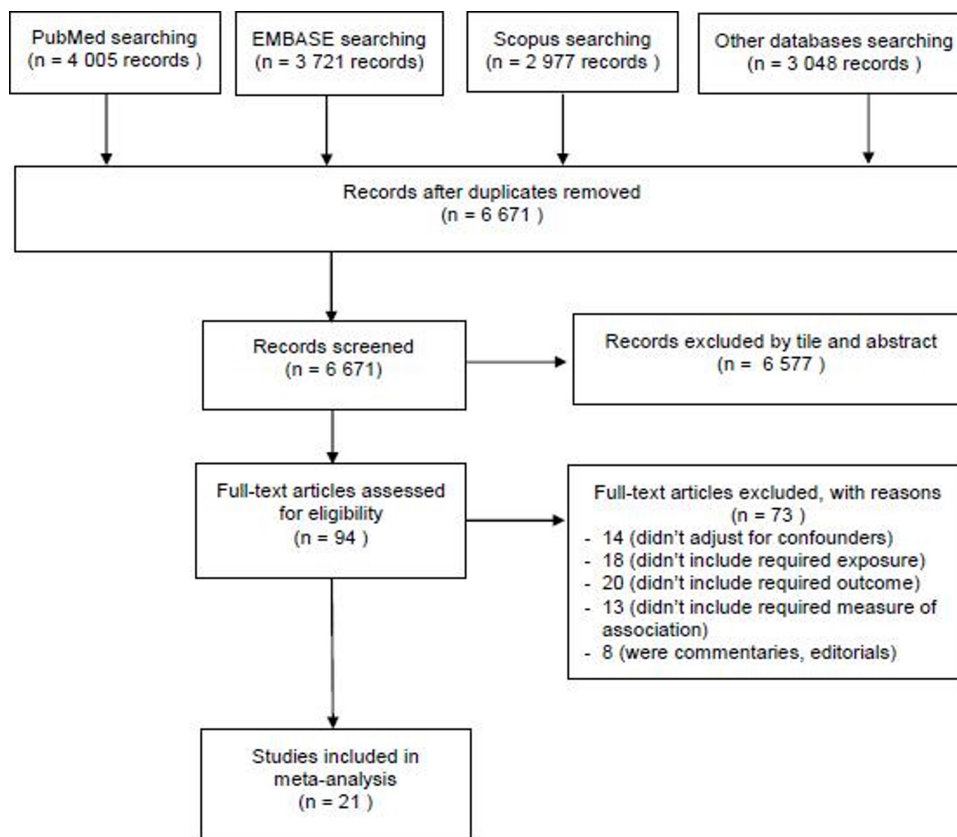 PubMed searching
(n = 4 005 records )
EMBASE searching
(n = 3 721 records)
Scopus searching
(n = 2 977 records )
Other databases searching
(n = 3 048 records )
Records after duplicates removed
(n = 6 671 )
Records screened
(n = 6 671)
Records excluded by tile and abstract
(n =  6 577 )
Full-text articles assessed
for eligibility
(n = 94 )
Full-text articles excluded, with reasons
(n = 73 )
- 14 (didn't adjust for confounders)
- 18 (didn't include required exposure)
- 20 (didn't include required outcome)
- 13 (didn't include required measure of
association)
- 8 (were commentaries, editorials)
Studies included in
meta-analysis
(n = 21 )